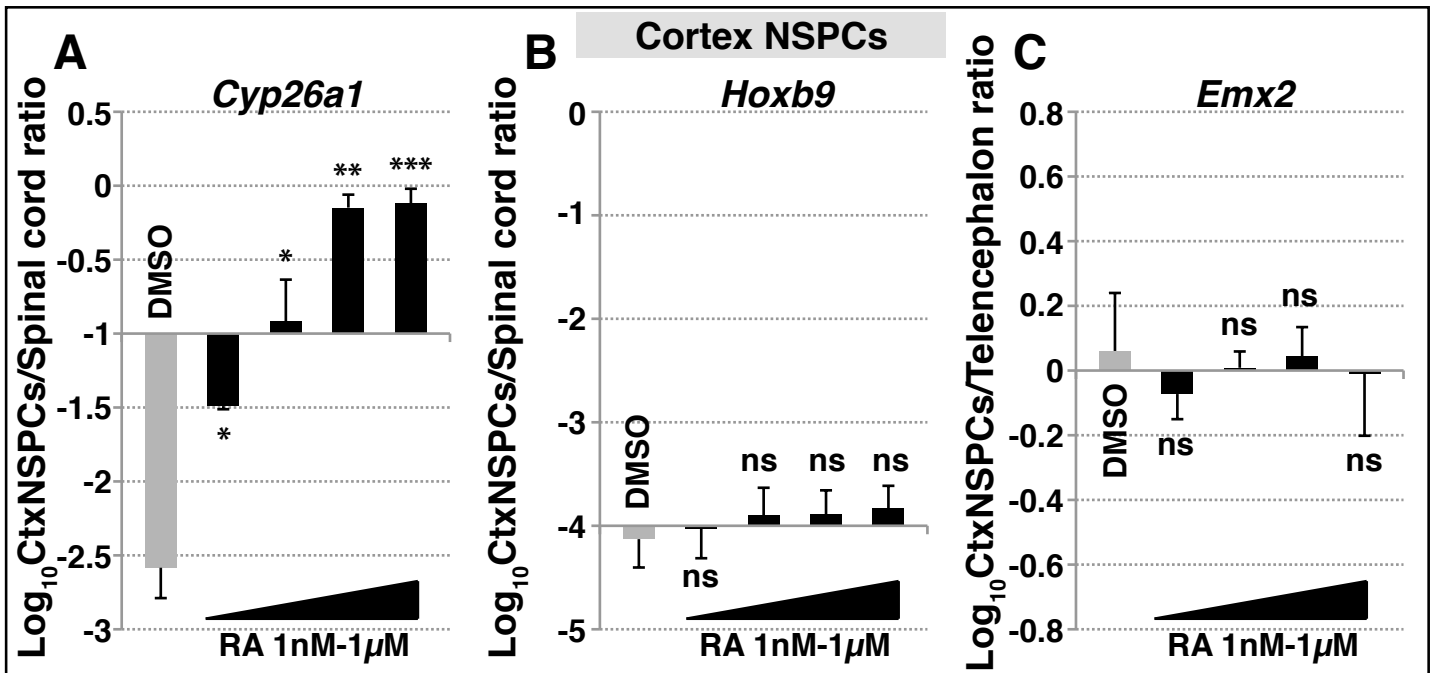 Cortex NSPCs
A
Cyp26a1
Log10CtxNSPCs/Spinal cord ratio
0.5
0
-0.5
-1
-1.5
-2
-2.5
-3
DMSO
*
*
**
***
RA 1nM-1µM
B
Hoxb9
Log10CtxNSPCs/Spinal cord ratio
0
-1
-2
-3
-4
-5
DMSO
ns
ns
ns
ns
RA 1nM-1µM
C
Emx2
Log10CtxNSPCs/Telencephalon ratio
0.8
0.6
0.4
0.2
0
-0.2
-0.4
-0.6
-0.8
DMSO
ns
ns
ns
ns
RA 1nM-1µM